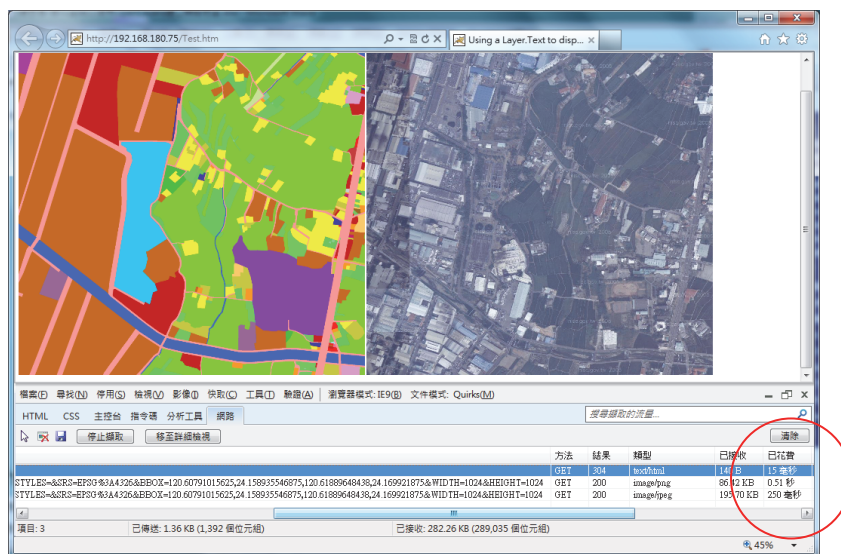 http://192.168.180.75/Test.htm
Using a Layer.Text to disp...
檔案(F) 尋找(N) 停用(S) 檢視(V) 影像(I) 快取(C) 工具(T) 驗證(A) 瀏覽器模式: IE9(B) 文件模式: Quirks(M)
HTML CSS 主控台 指令碼 分析工具 網路 搜尋擷取的流量...
停止擷取 移至詳細檢視 清除
方法 結果 類型 已接收 已花費
GET 304 text/html 140 B 15 毫秒
STYLES=&SRS=EPSG%3A4326&BBOX=120.60791015625,24.158935546875,120.61889648438,24.169921875&WIDTH=1024&HEIGHT=1024 GET 200 image/png 86.42 KB 0.51 秒
STYLES=&SRS=EPSG%3A4326&BBOX=120.60791015625,24.158935546875,120.61889648438,24.169921875&WIDTH=1024&HEIGHT=1024 GET 200 image/jpeg 195.70 KB 250 毫秒
項目: 3 已傳送: 1.36 KB (1,392 個位元組) 已接收: 282.26 KB (289,035 個位元組)
45%